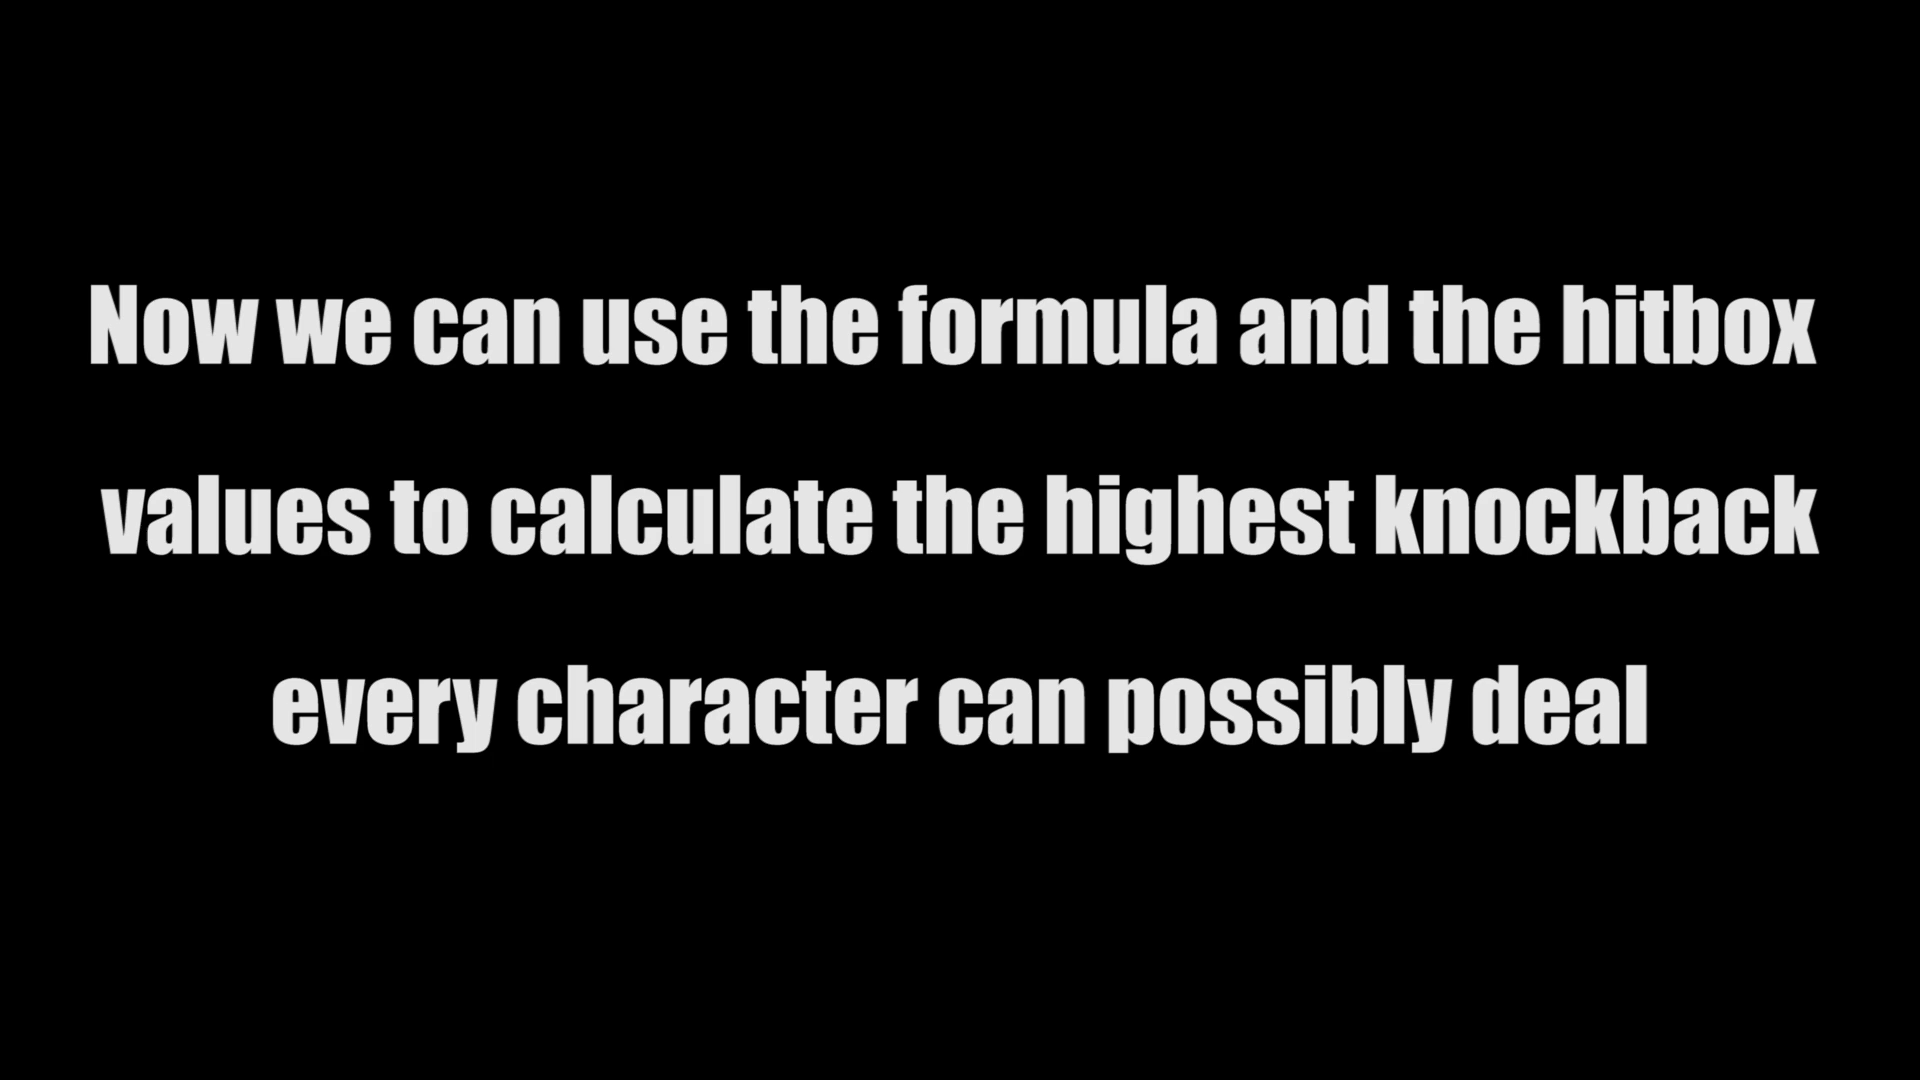 Now we can use the formula and the hitbox
values to calculate the highest knockback
every character can possibly deal